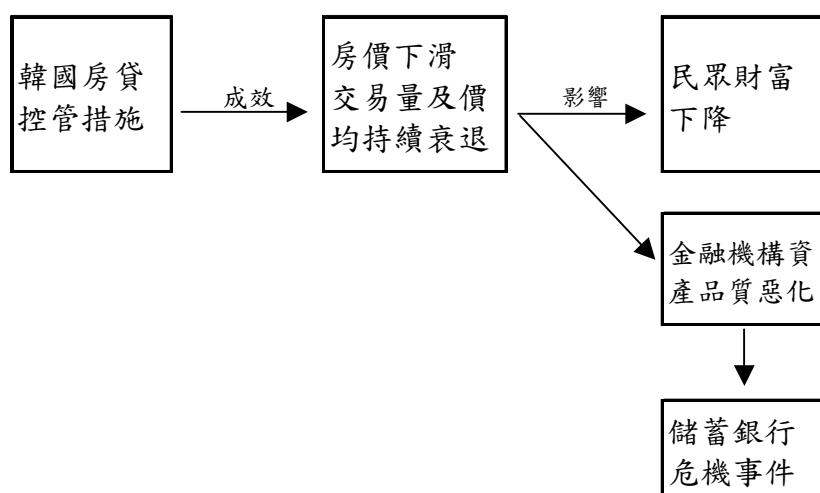 韓國房貸
控管措施
成效
房價下滑
交易量及價
均持續衰退
影響
民眾財富
下降
金融機構資
產品質惡化
儲蓄銀行
危機事件